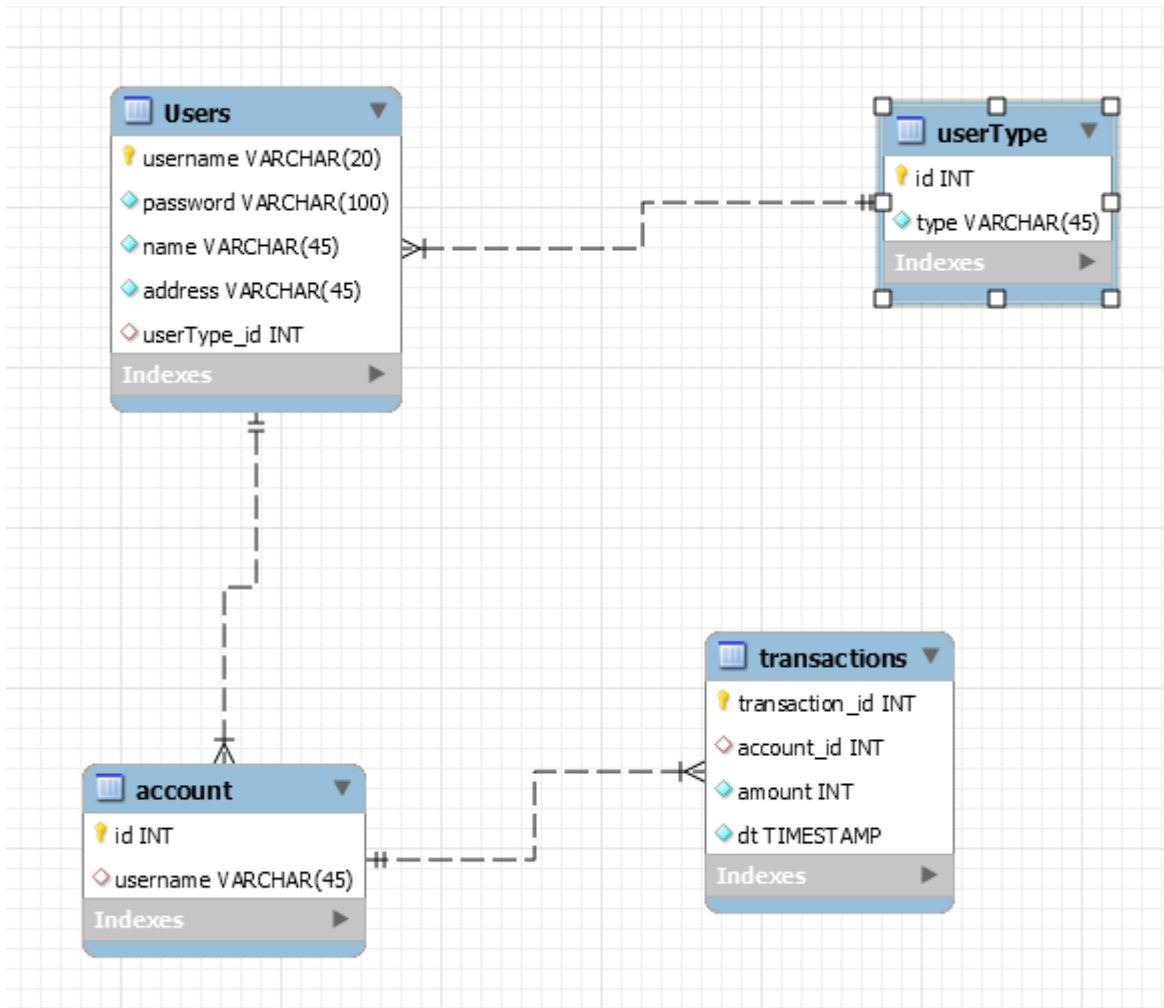 Users
username VARCHAR(20)
password VARCHAR(100)
name VARCHAR(45)
address VARCHAR(45)
userType_id INT
Indexes
userType
id INT
type VARCHAR(45)
Indexes
account
id INT
username VARCHAR(45)
Indexes
transactions
transaction_id INT
account_id INT
amount INT
dt TIMESTAMP
Indexes